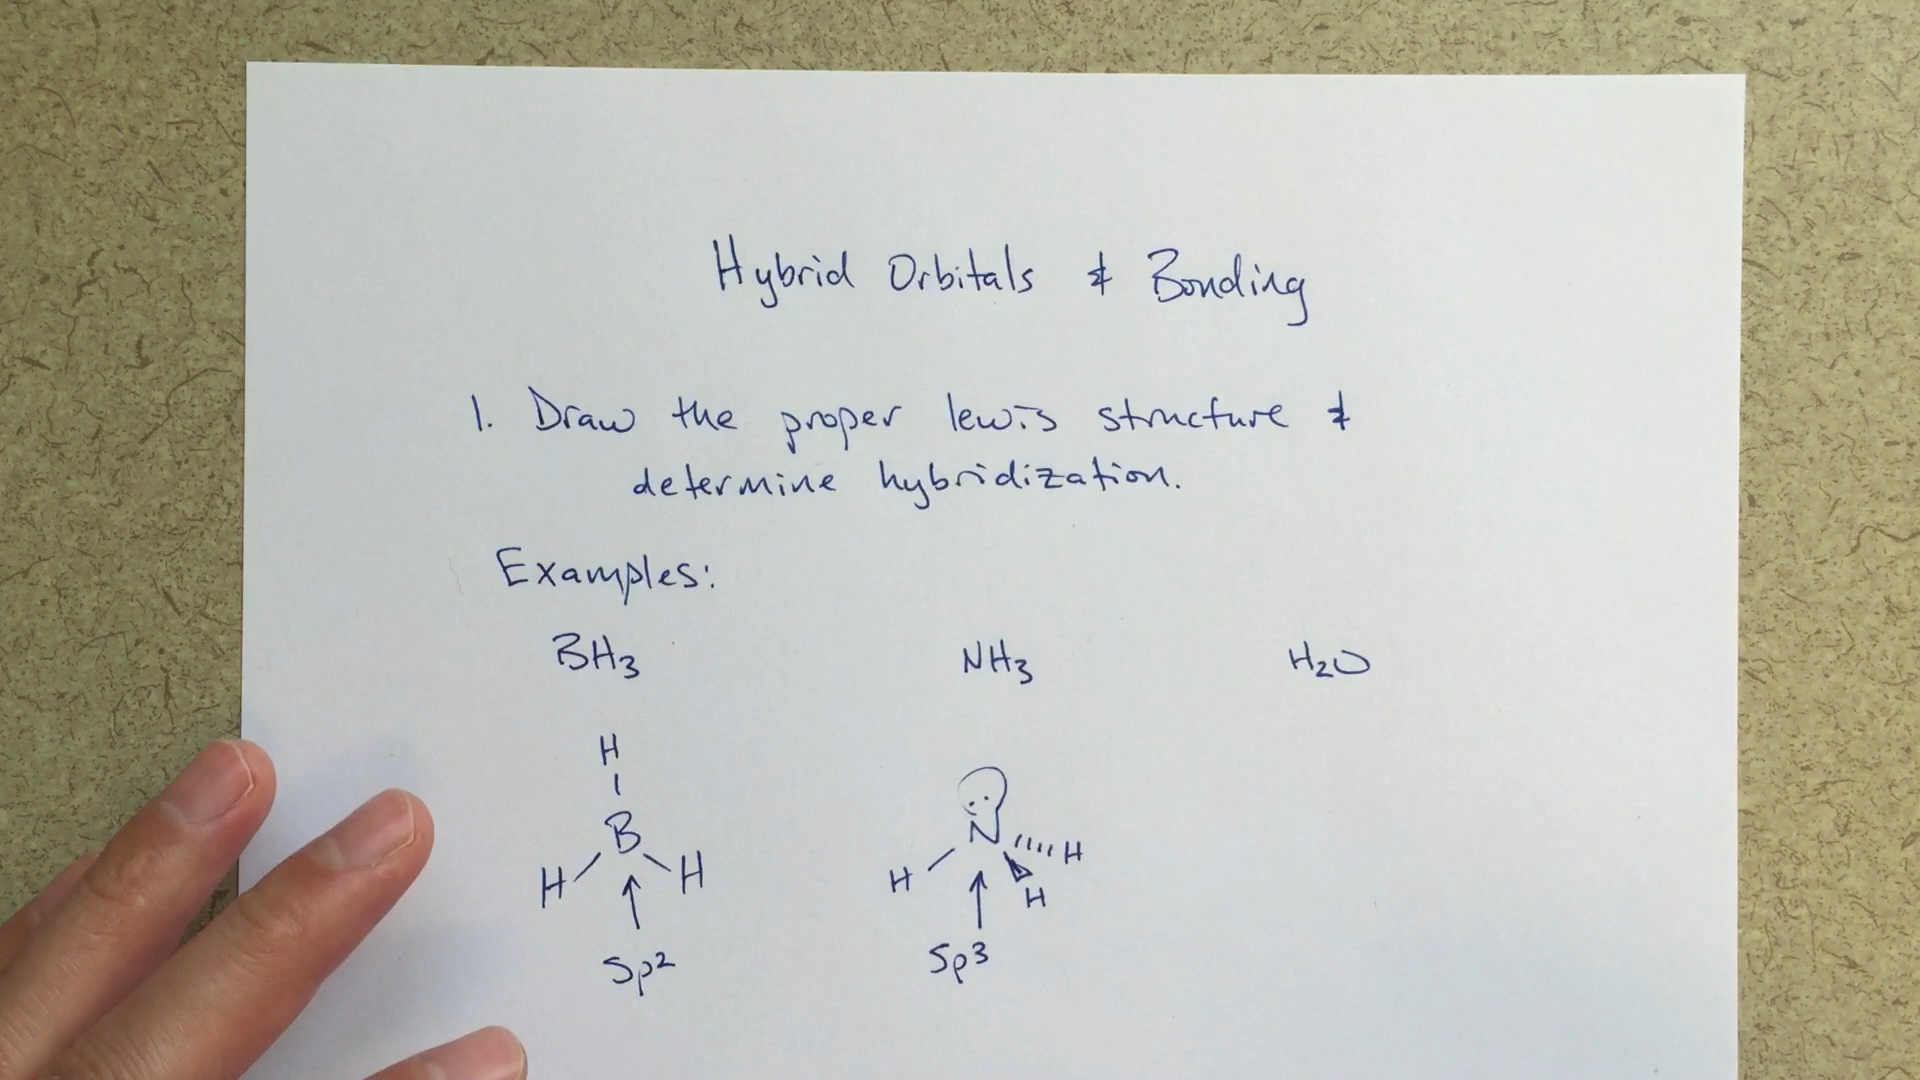 Hybrid Orbitals & Bonding
1. Draw the proper lewis structure &
determine hybridization.
Examples:
BH3 NH3 H2O
H
B
H H
Sp2
N
H H
H
Sp3